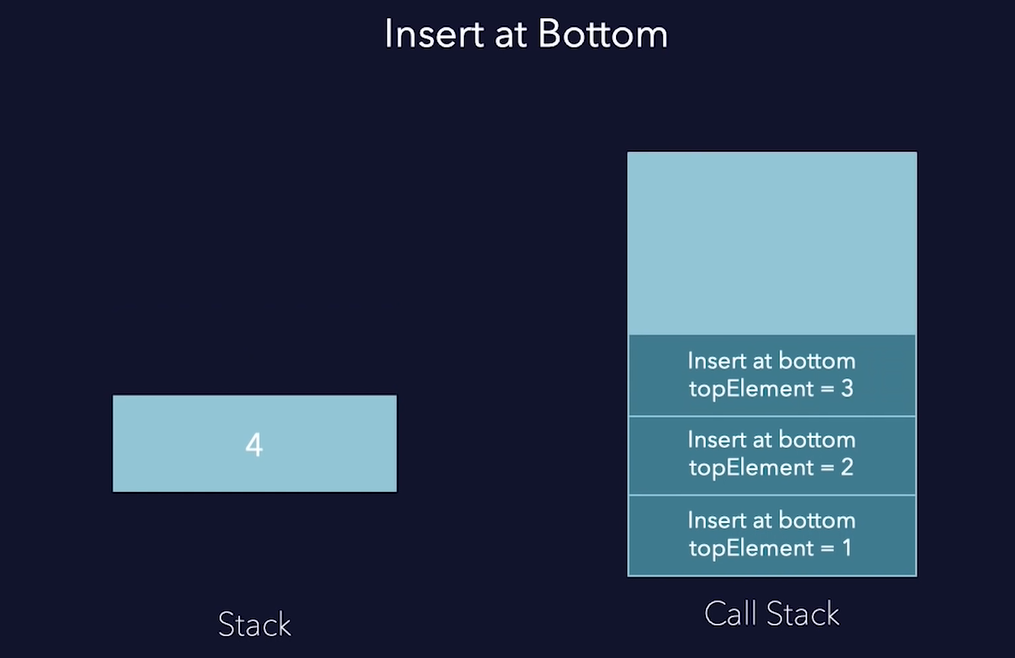 Insert at Bottom
4
Stack
Insert at bottom
topElement = 3
Insert at bottom
topElement = 2
Insert at bottom
topElement = 1
Call Stack